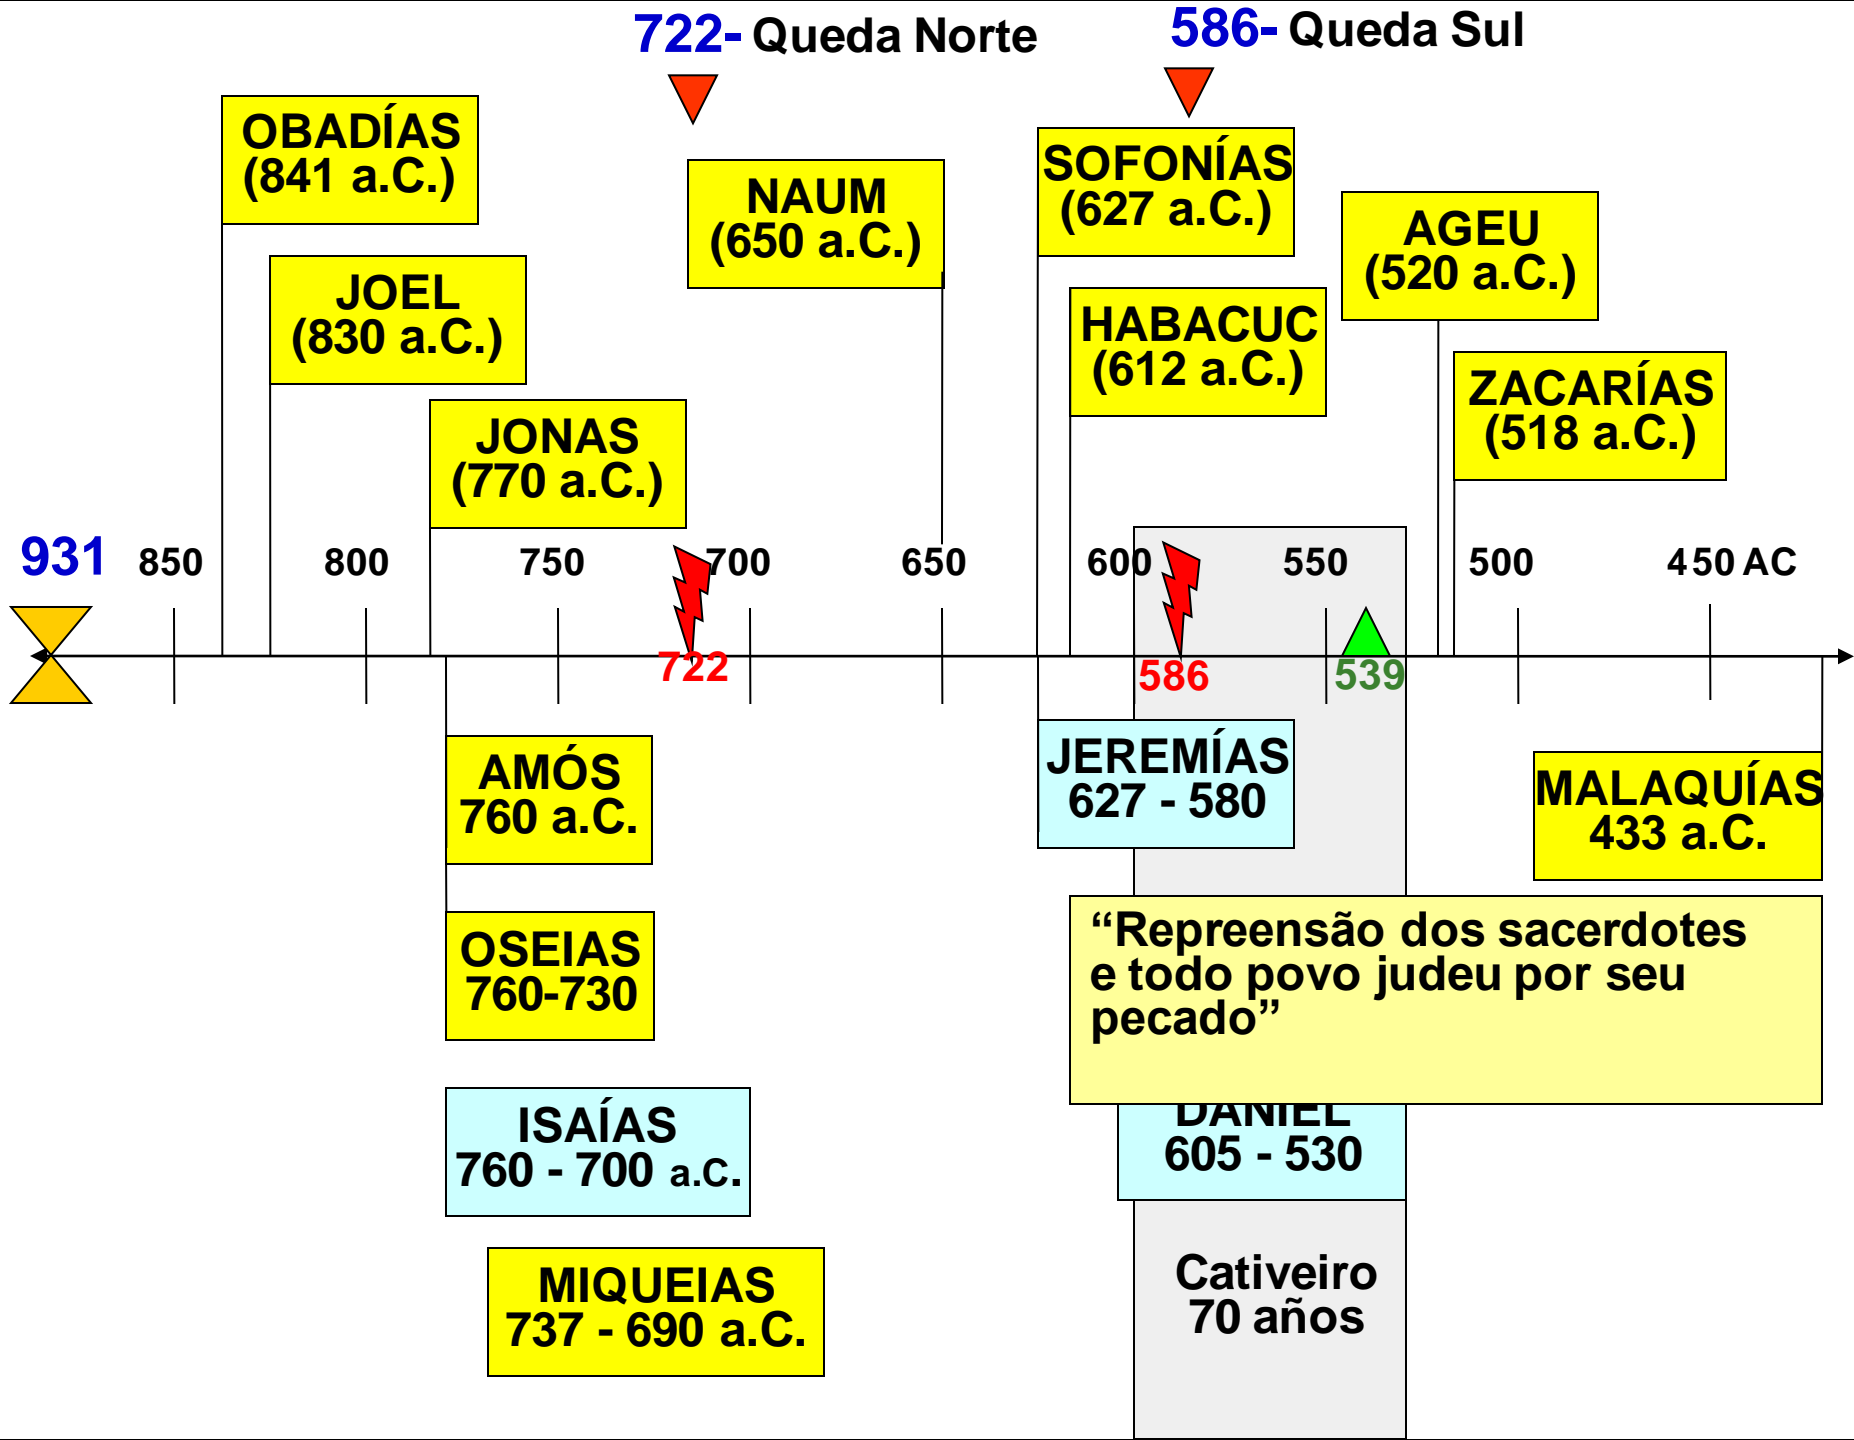 722- Queda Norte
586- Queda Sul
OBADÍAS
(841 a.C.)
JOEL
(830 a.C.)
JONAS
(770 a.C.)
NAUM
(650 a.C.)
SOFONÍAS
(627 a.C.)
HABACUC
(612 a.C.)
AGEU
(520 a.C.)
ZACARÍAS
(518 a.C.)
931
850
800
750
700
650
600
550
500
450 AC
722
586
539
AMÓS
760 a.C.
OSEIAS
760-730
ISAÍAS
760 - 700 a.C.
MIQUEIAS
737 - 690 a.C.
JEREMÍAS
627 - 580
MALAQUÍAS
433 a.C.
“Repreensão dos sacerdotes
e todo povo judeu por seu
pecado”
DANIEL
605 - 530
Cativeiro
70 años